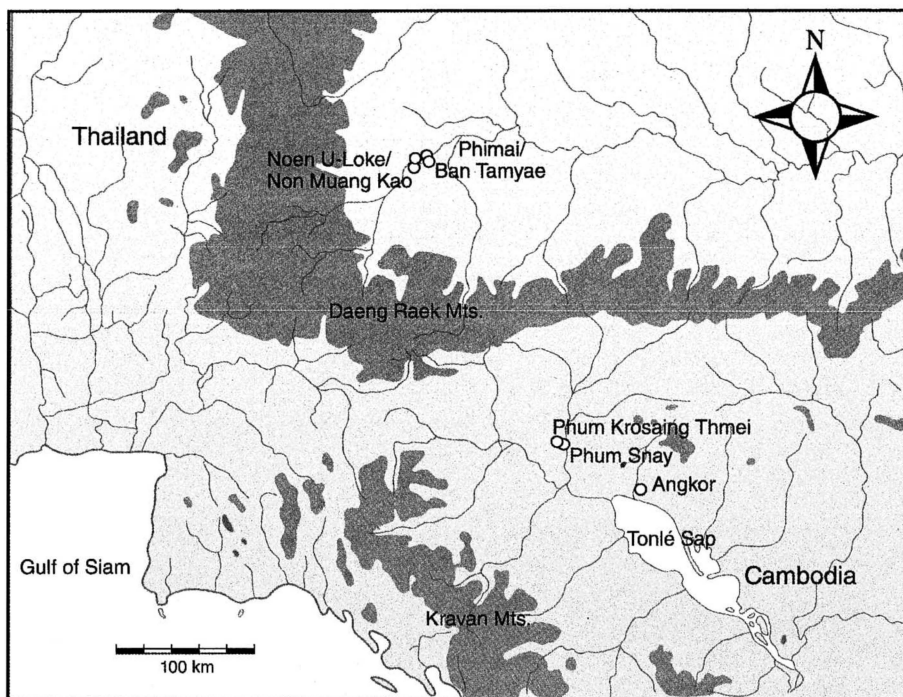 N
Thailand
Noen U-Loke/
Non Muang Kao
Phimai/
Ban Tamyae
Daeng Raek Mts.
Phum Krosaing Thmei
Phum Snay
Angkor
Tonlé Sap
Gulf of Siam
Cambodia
Kravan Mts.
100 km